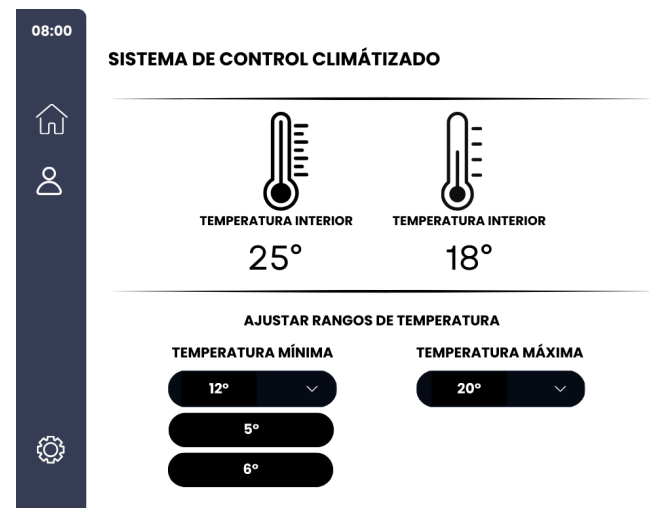 08:00
SISTEMA DE CONTROL CLIMÁTIZADO
TEMPERATURA INTERIOR
25°
TEMPERATURA INTERIOR
18°
AJUSTAR RANGOS DE TEMPERATURA
TEMPERATURA MÍNIMA
12°
5°
6°
TEMPERATURA MÁXIMA
20°